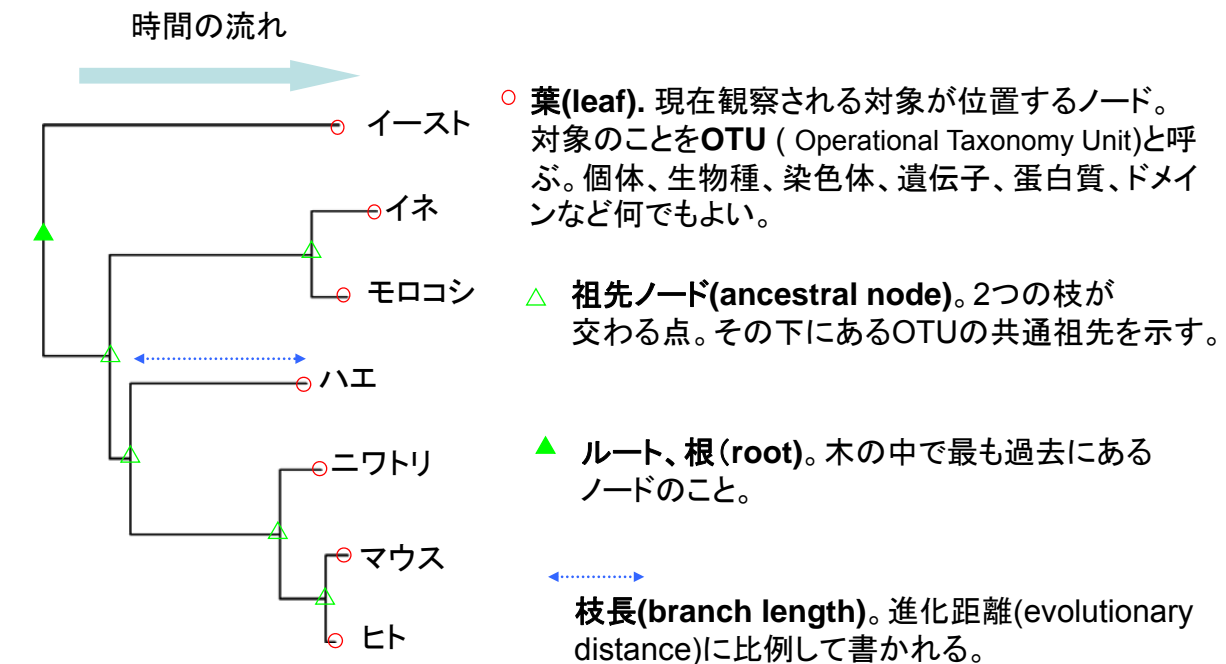 時間の流れ
イースト
イネ
モロコシ
ハエ
ニワトリ
マウス
ヒト
葉(leaf). 現在観察される対象が位置するノード。
対象のことをOTU ( Operational Taxonomy Unit)と呼
ぶ。個体、生物種、染色体、遺伝子、蛋白質、ドメイ
ンなど何でもよい。
祖先ノード(ancestral node)。2つの枝が
交わる点。その下にあるOTUの共通祖先を示す。
ルート、根（root)。木の中で最も過去にある
ノードのこと。
枝長(branch length)。進化距離(evolutionary
distance)に比例して書かれる。